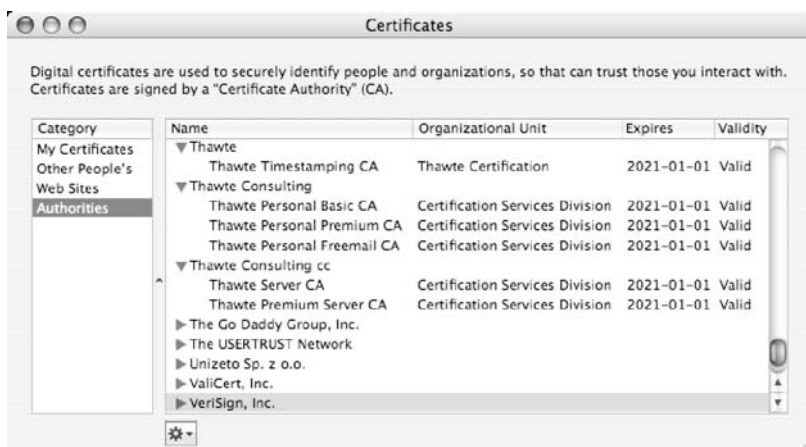 Certificates
Digital certificates are used to securely identify people and organizations, so that can trust those you interact with.
Certificates are signed by a "Certificate Authority" (CA).
Category Name Organizational Unit Expires Validity
My Certificates
Other People's
Web Sites
Authorities
Thawte
Thawte Timestamping CA Thawte Certification 2021-01-01 Valid
Thawte Consulting
Thawte Personal Basic CA Certification Services Division 2021-01-01 Valid
Thawte Personal Premium CA Certification Services Division 2021-01-01 Valid
Thawte Personal Freemail CA Certification Services Division 2021-01-01 Valid
Thawte Consulting cc
Thawte Server CA Certification Services Division 2021-01-01 Valid
Thawte Premium Server CA Certification Services Division 2021-01-01 Valid
The Go Daddy Group, Inc.
The USERTRUST Network
Unizeto Sp. z o.o.
ValiCert, Inc.
VeriSign, Inc.